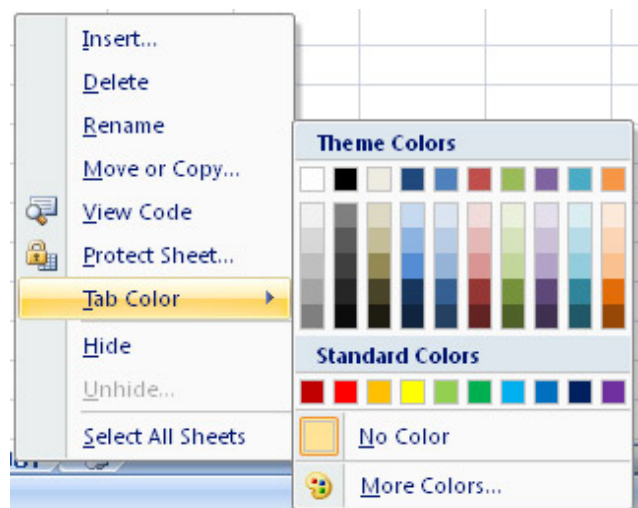 Insert...
Delete
Rename
Move or Copy...
View Code
Protect Sheet...
Tab Color
Hide
Unhide...
Select All Sheets
Theme Colors
Standard Colors
No Color
More Colors...